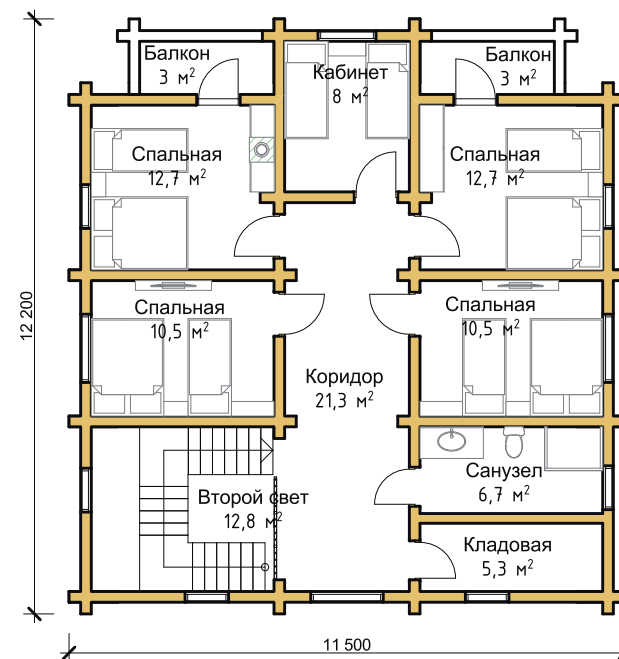 Балкон
3 м²
Кабинет
8 м²
Балкон
3 м²
Спальная
12,7 м²
Спальная
12,7 м²
Спальная
10,5 м²
Спальная
10,5 м²
12 200
Коридор
21,3 м²
Второй свет
12,8 м²
Санузел
6,7 м²
Кладовая
5,3 м²
11 500